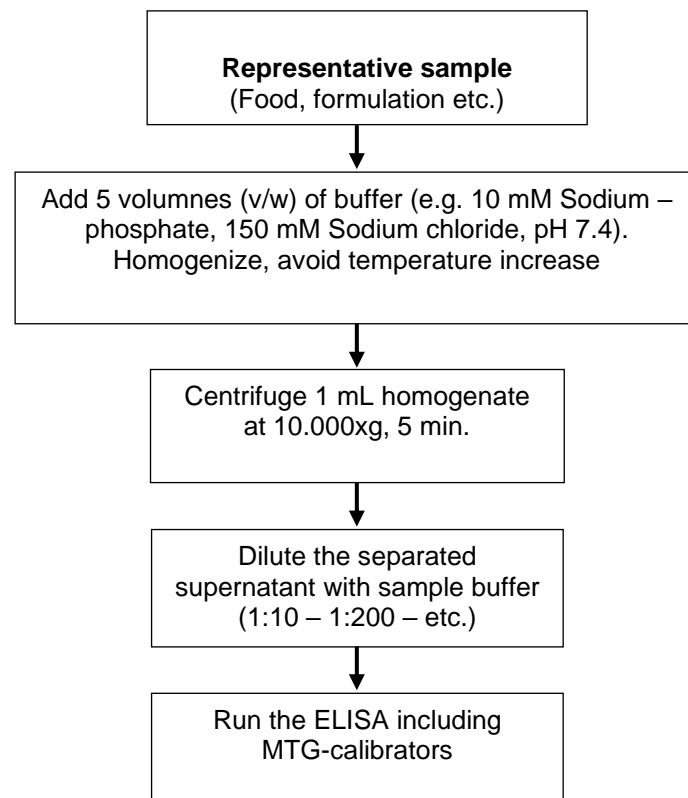 Representative sample
(Food, formulation etc.)
Add 5 volumnes (v/w) of buffer (e.g. 10 mM Sodium –
phosphate, 150 mM Sodium chloride, pH 7.4).
Homogenize, avoid temperature increase
Centrifuge 1 mL homogenate
at 10.000xg, 5 min.
Dilute the separated
supernatant with sample buffer
(1:10 – 1:200 – etc.)
Run the ELISA including
MTG-calibrators